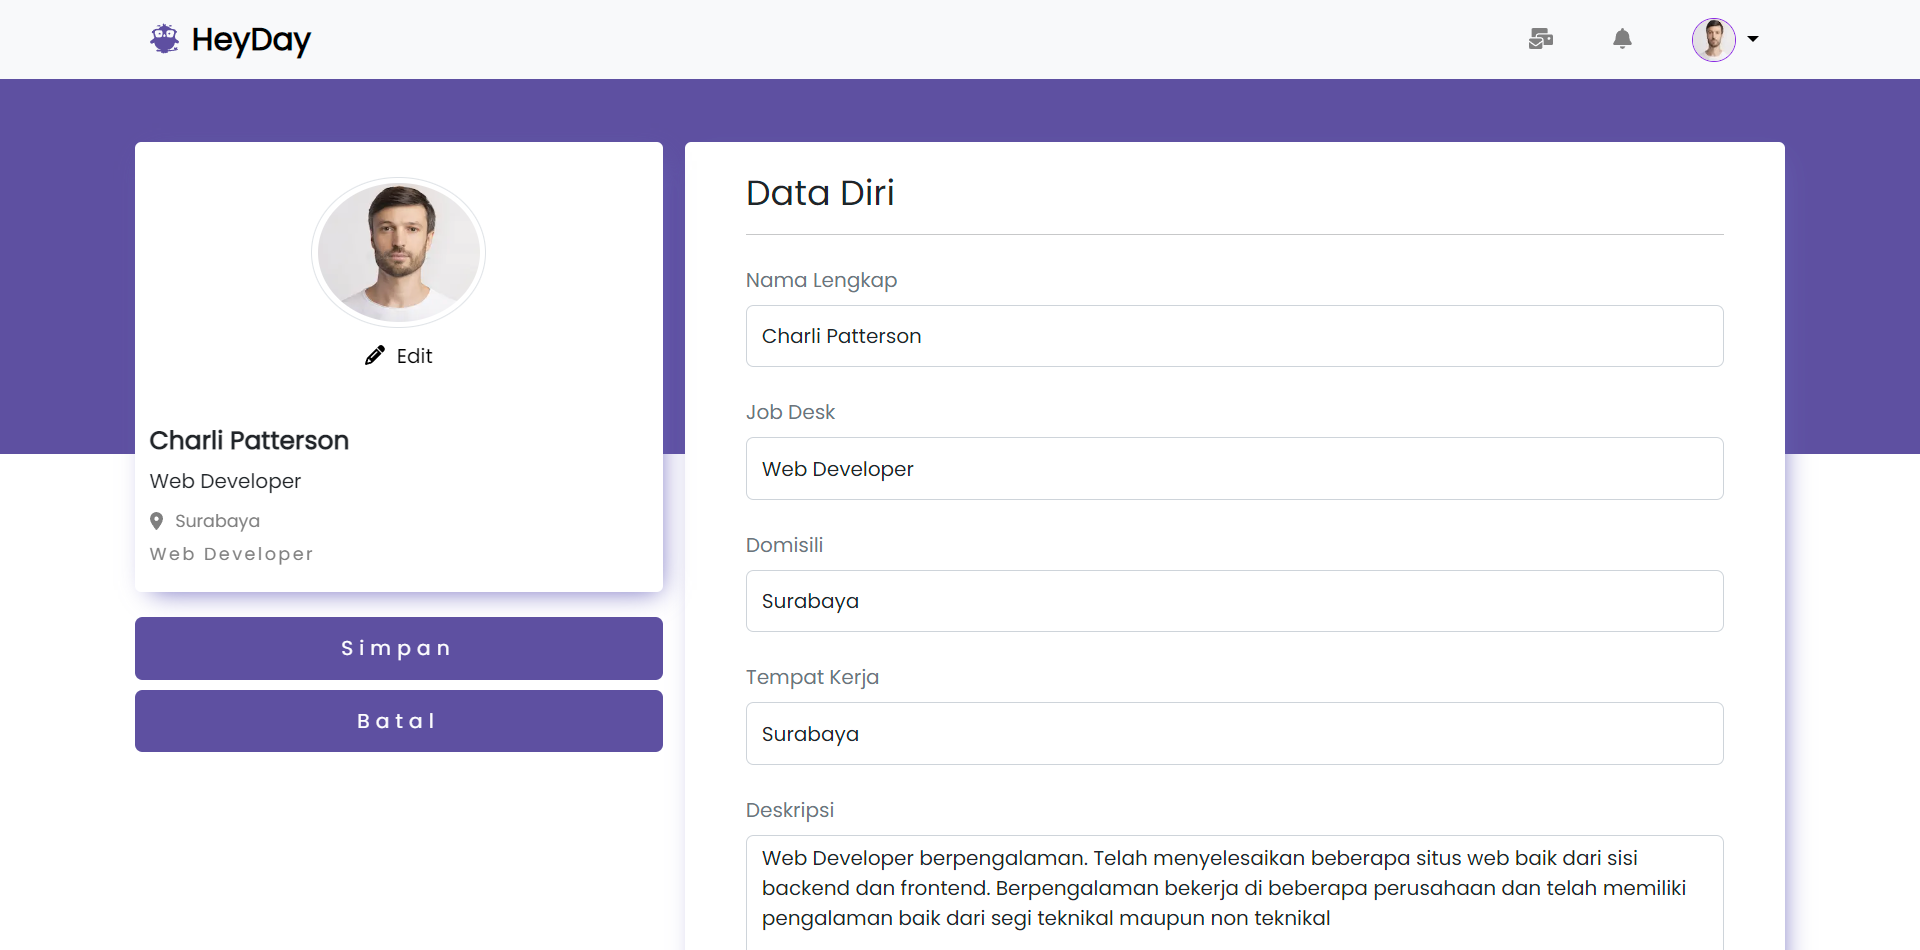 HeyDay
Edit
Charli Patterson
Web Developer
Surabaya
Web Developer
Simpan
Batal
Data Diri
Nama Lengkap
Charli Patterson
Job Desk
Web Developer
Domisili
Surabaya
Tempat Kerja
Surabaya
Deskripsi
Web Developer berpengalaman. Telah menyelesaikan beberapa situs web baik dari sisi
backend dan frontend. Berpengalaman bekerja di beberapa perusahaan dan telah memiliki
pengalaman baik dari segi teknikal maupun non teknikal